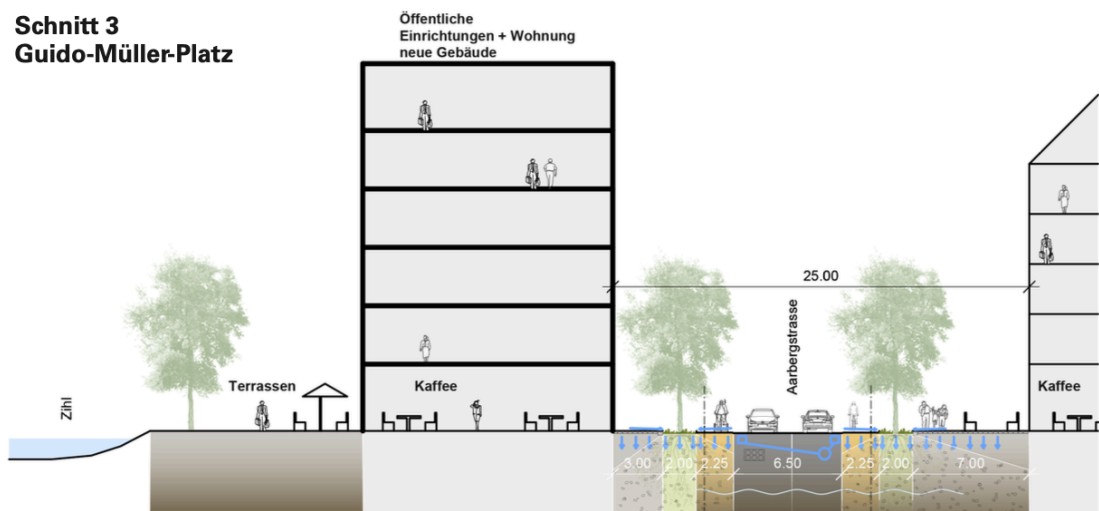 Schnitt 3
Guido-Müller-Platz
Öffentliche
Einrichtungen + Wohnung
neue Gebäude
25.00
Aarbergstrasse
Zihl
Terrassen
Kaffee
Kaffee
3.00 2.00 2.25 6.50 2.25 2.00 7.00